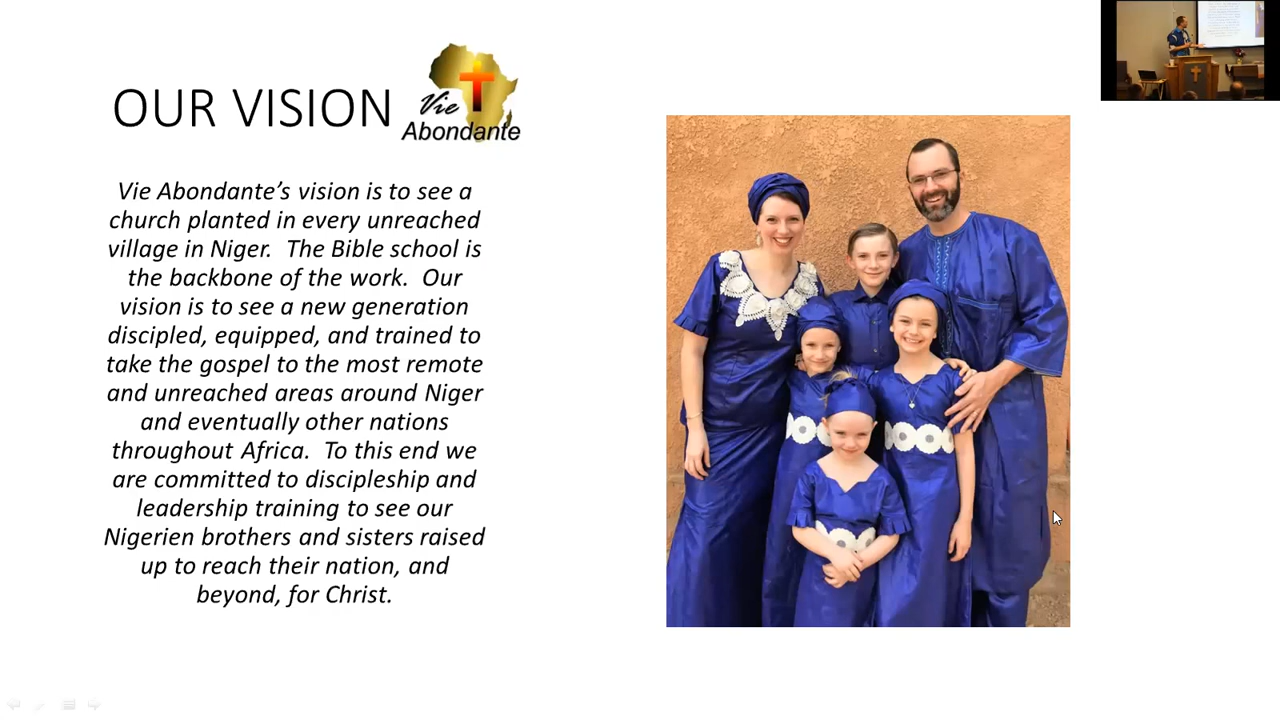 OUR VISION
Vie
Abondante
Vie Abondante’s vision is to see a
church planted in every unreached
village in Niger.  The Bible school is
the backbone of the work.  Our
vision is to see a new generation
discipled, equipped, and trained to
take the gospel to the most remote
and unreached areas around Niger
and eventually other nations
throughout Africa.  To this end we
are committed to discipleship and
leadership training to see our
Nigerien brothers and sisters raised
up to reach their nation, and
beyond, for Christ.